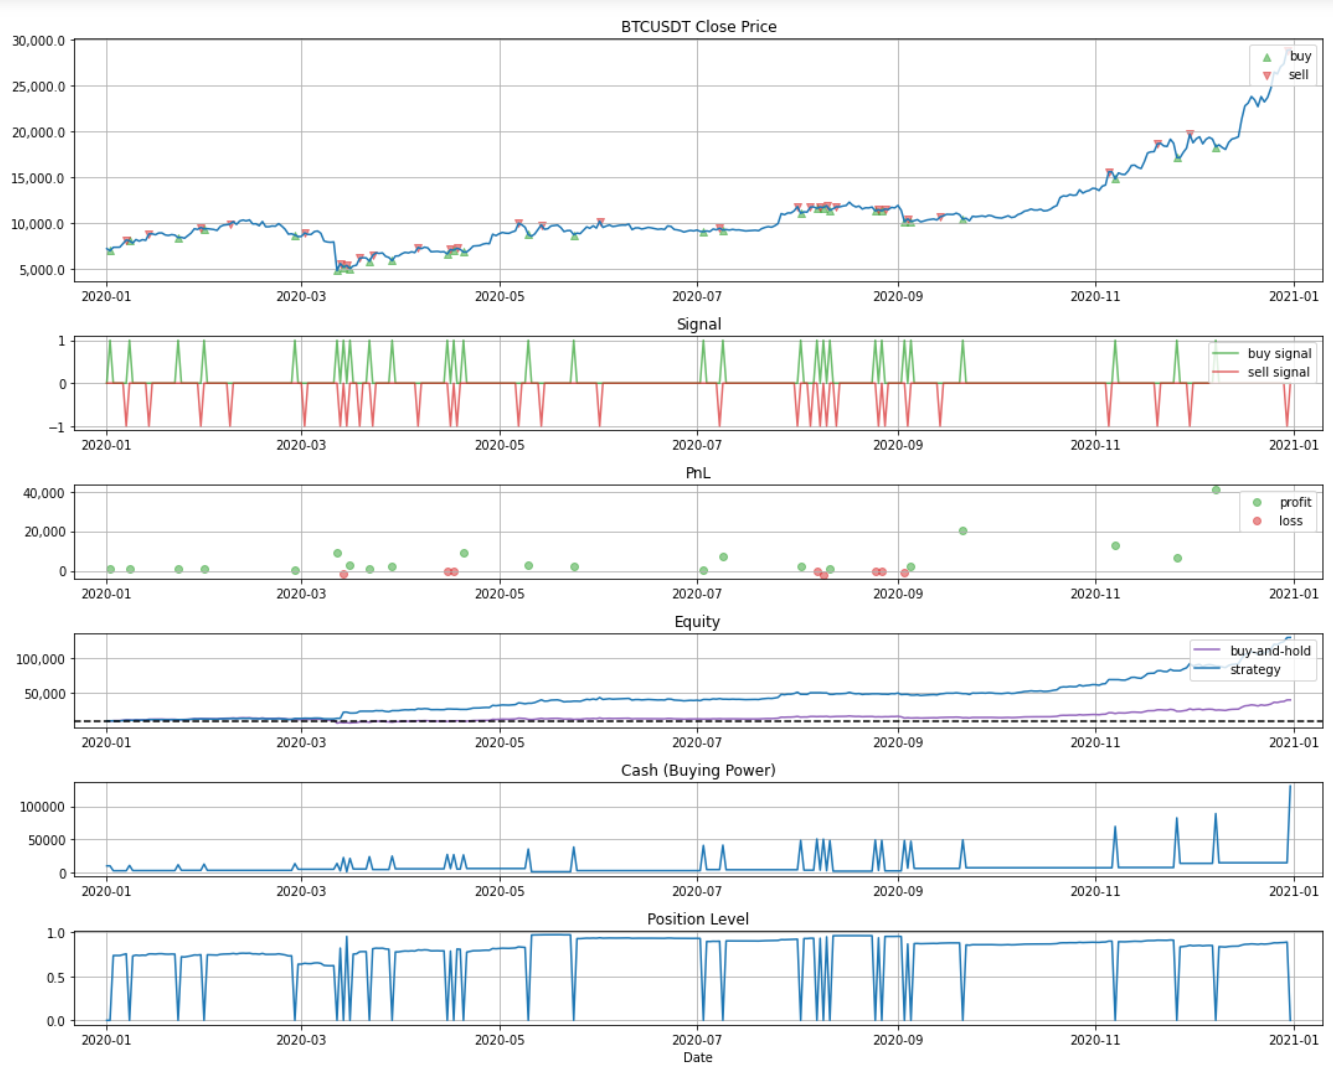 BTCUSDT Close Price
30,000.0
25,000.0
20,000.0
15,000.0
10,000.0
5,000.0
buy
sell
2020-01 2020-03 2020-05 2020-07 2020-09 2020-11 2021-01
Signal
1
0
−1
buy signal
sell signal
2020-01 2020-03 2020-05 2020-07 2020-09 2020-11 2021-01
PnL
40,000
20,000
0
profit
loss
2020-01 2020-03 2020-05 2020-07 2020-09 2020-11 2021-01
Equity
100,000
50,000
buy-and-hold
strategy
2020-01 2020-03 2020-05 2020-07 2020-09 2020-11 2021-01
Cash (Buying Power)
100000
50000
0
2020-01 2020-03 2020-05 2020-07 2020-09 2020-11 2021-01
Position Level
1.0
0.5
0.0
2020-01 2020-03 2020-05 2020-07 2020-09 2020-11 2021-01
Date